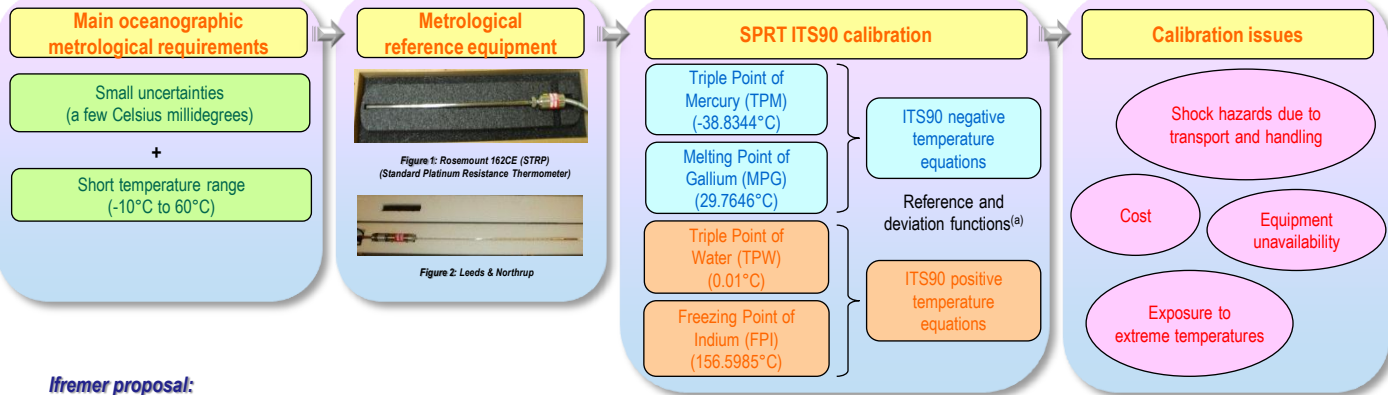 Main oceanographic
metrological requirements
Small uncertainties
(a few Celsius millidegrees)
+
Short temperature range
(-10°C to 60°C)
Metrological
reference equipment
Figure 1: Rosemount 162CE (STRP)
(Standard Platinum Resistance Thermometer)
Figure 2: Leeds & Northrup
SPRT ITS90 calibration
Triple Point of
Mercury (TPM)
(-38.8344°C)
Melting Point of
Gallium (MPG)
(29.7646°C)
Triple Point of
Water (TPW)
(0.01°C)
Freezing Point of
Indium (FPI)
(156.5985°C)
ITS90 negative
temperature
equations
Reference and
deviation functions(a)
ITS90 positive
temperature
equations
Calibration issues
Shock hazards due to
transport and handling
Cost
Equipment
unavailability
Exposure to
extreme temperatures
Ifremer proposal: